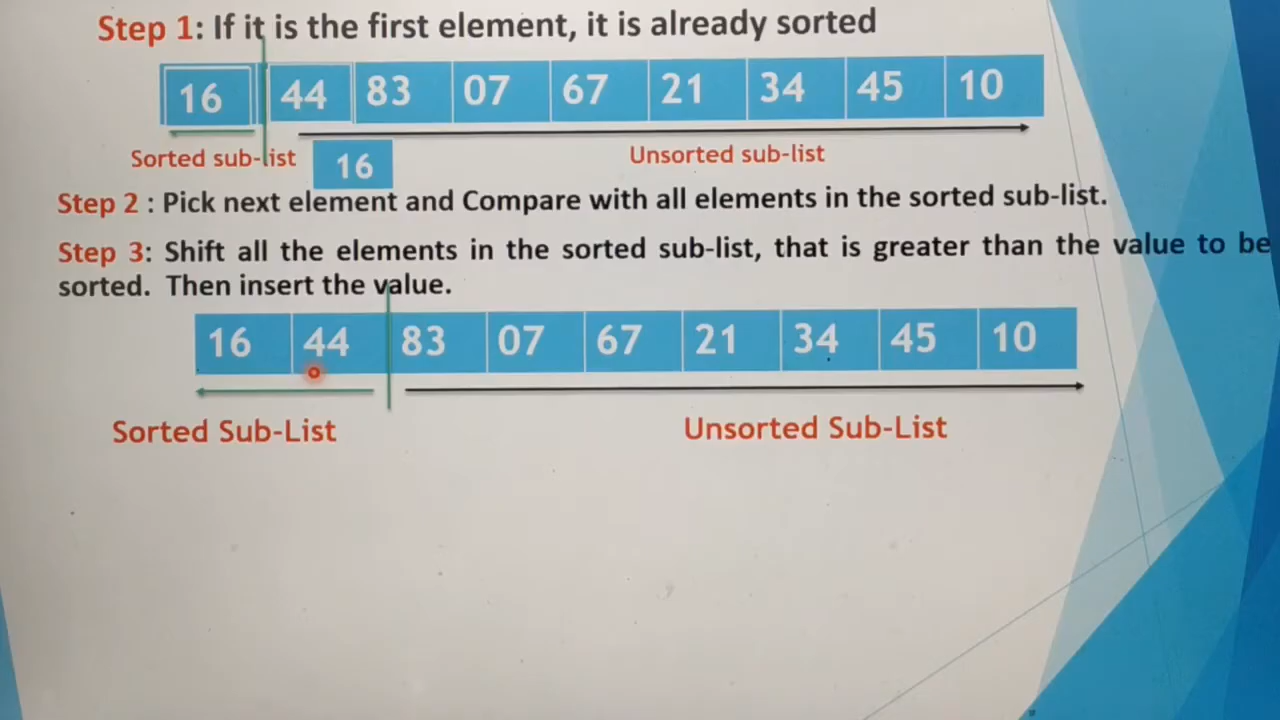 Step 1: If it is the first element, it is already sorted
16 44 83 07 67 21 34 45 10
Sorted sub-list Unsorted sub-list
16
Step 2 : Pick next element and Compare with all elements in the sorted sub-list.
Step 3: Shift all the elements in the sorted sub-list, that is greater than the value to be
sorted. Then insert the value.
16 44 83 07 67 21 34 45 10
Sorted Sub-List Unsorted Sub-List